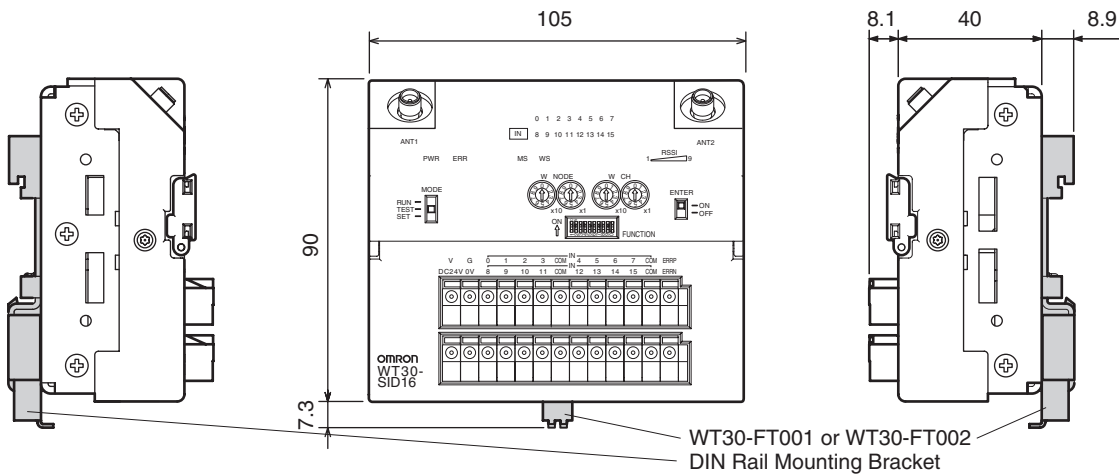 105
8.1
40
8.9
0 1 2 3 4 5 6 7
IN 8 9 10 11 12 13 14 15
ANT1
ANT2
PWR ERR MS WS
RSSI
1 9
MODE
RUN
TEST
SET
W NODE W CH
x10 x1 x10 x1
ENTER
ON
OFF
ON
FUNCTION
90
IN
V G 0 1 2 3 COM 4 5 6 7 COM ERRP
IN
DC24V 0V 8 9 10 11 COM 12 13 14 15 COM ERRN
OMRON
WT30-
SID16
7.3
WT30-FT001 or WT30-FT002
DIN Rail Mounting Bracket